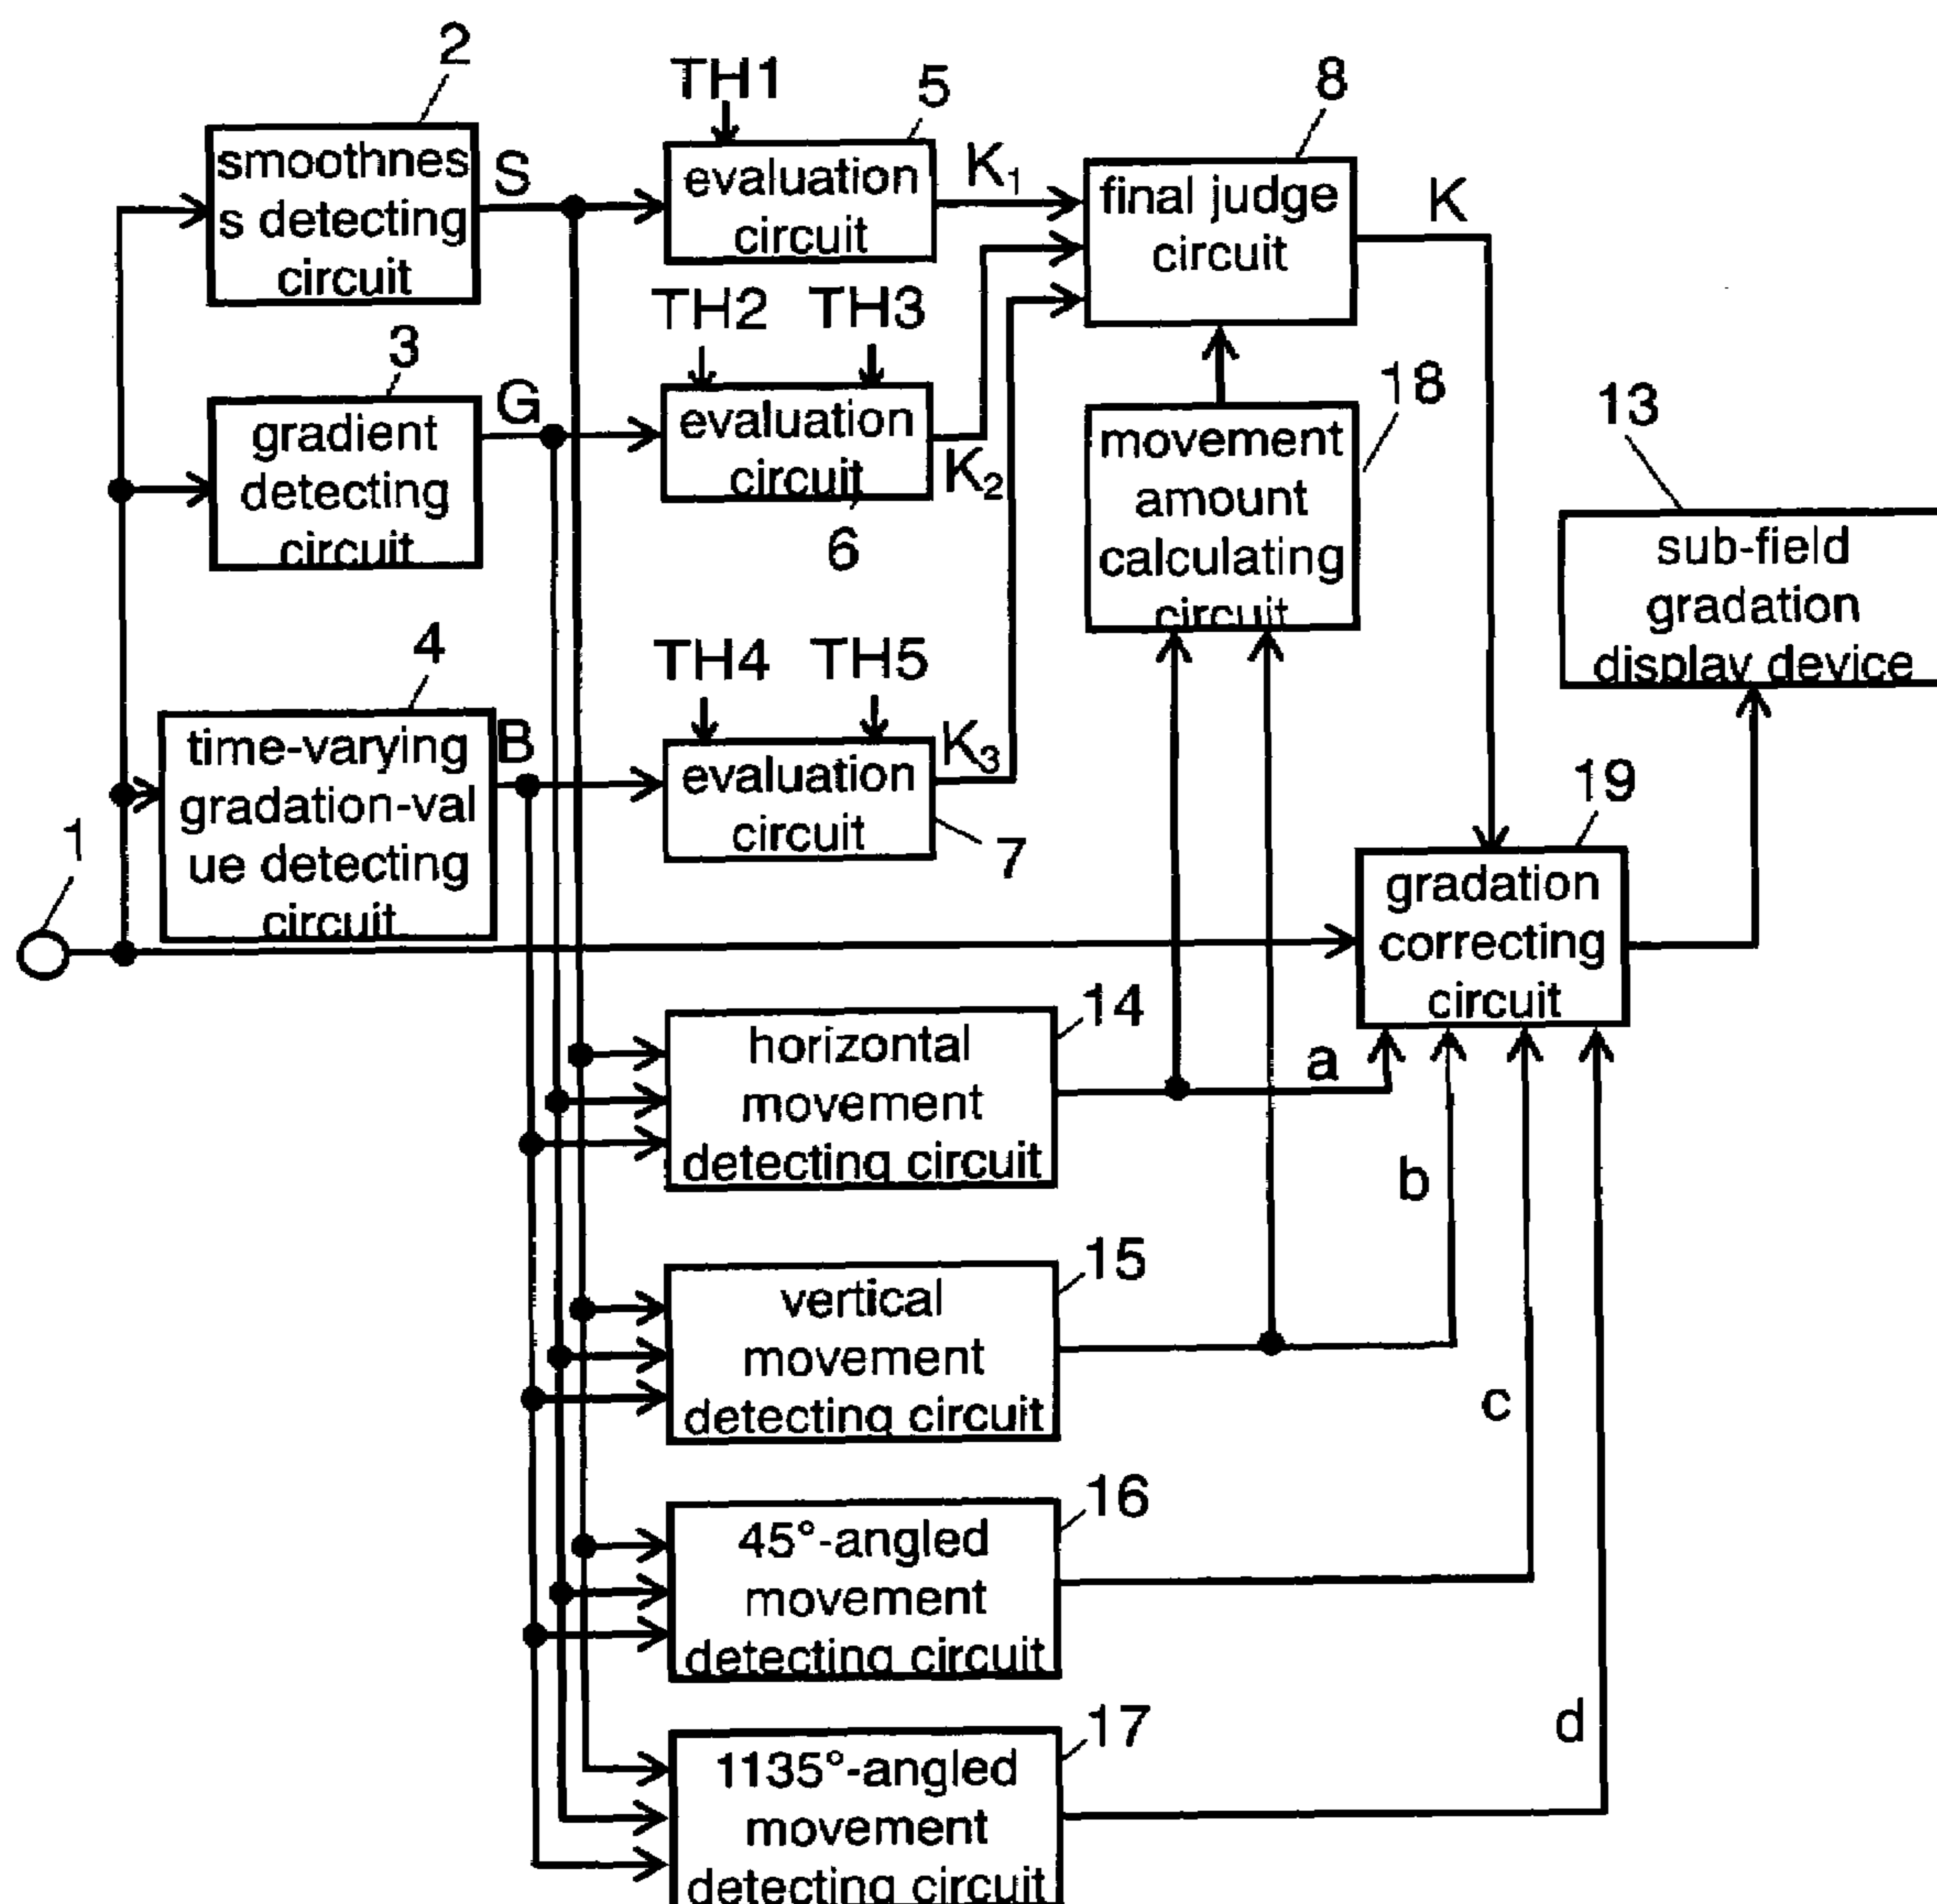 2
TH1
5
8
smoothnes
s detecting
circuit
S
evaluation
circuit
K1
final judge
circuit
K
TH2
TH3
3
gradient
detecting
circuit
G
evaluation
circuit
K2
6
18
movement
amount
calculating
circuit
13
sub-field
gradation
display device
4
TH4
TH5
time-varying
gradation-val
ue detecting
circuit
B
evaluation
circuit
K3
7
1
19
gradation
correcting
circuit
14
horizontal
movement
detecting circuit
a
b
15
vertical
movement
detecting circuit
c
16
45°-angled
movement
detecting circuit
17
1135°-angled
movement
detecting circuit
d